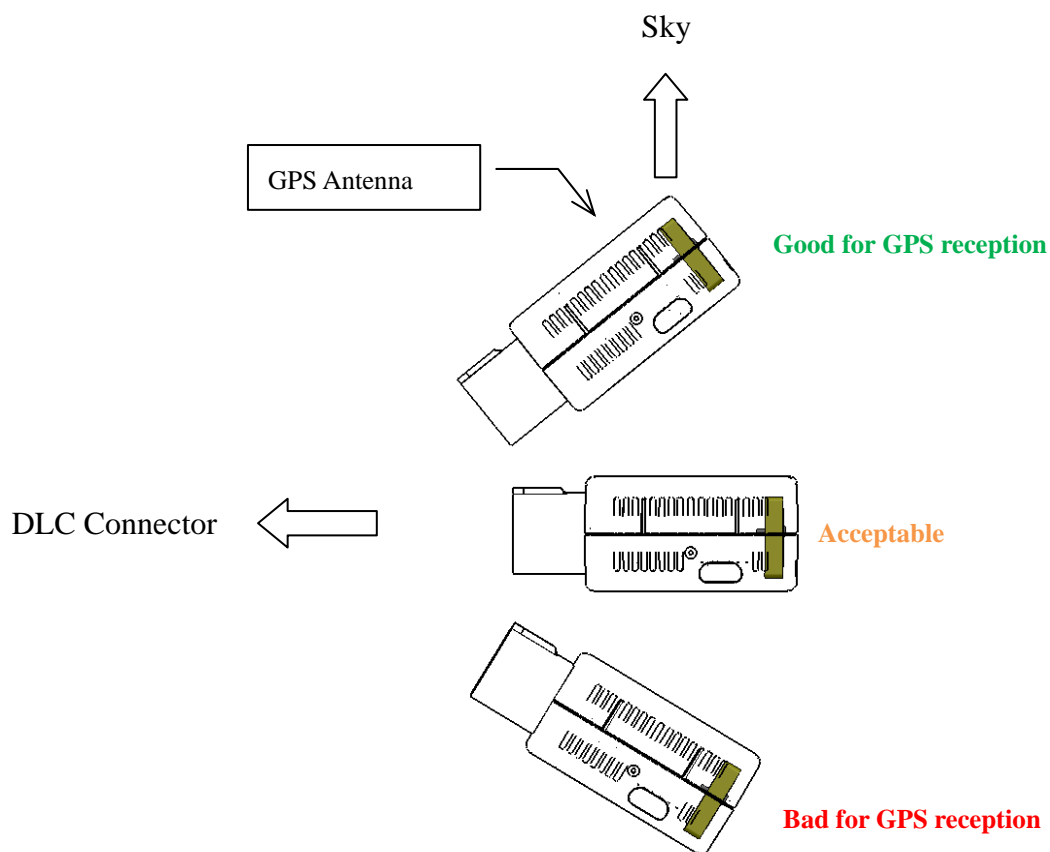 Sky
GPS Antenna
Good for GPS reception
DLC Connector
Acceptable
Bad for GPS reception